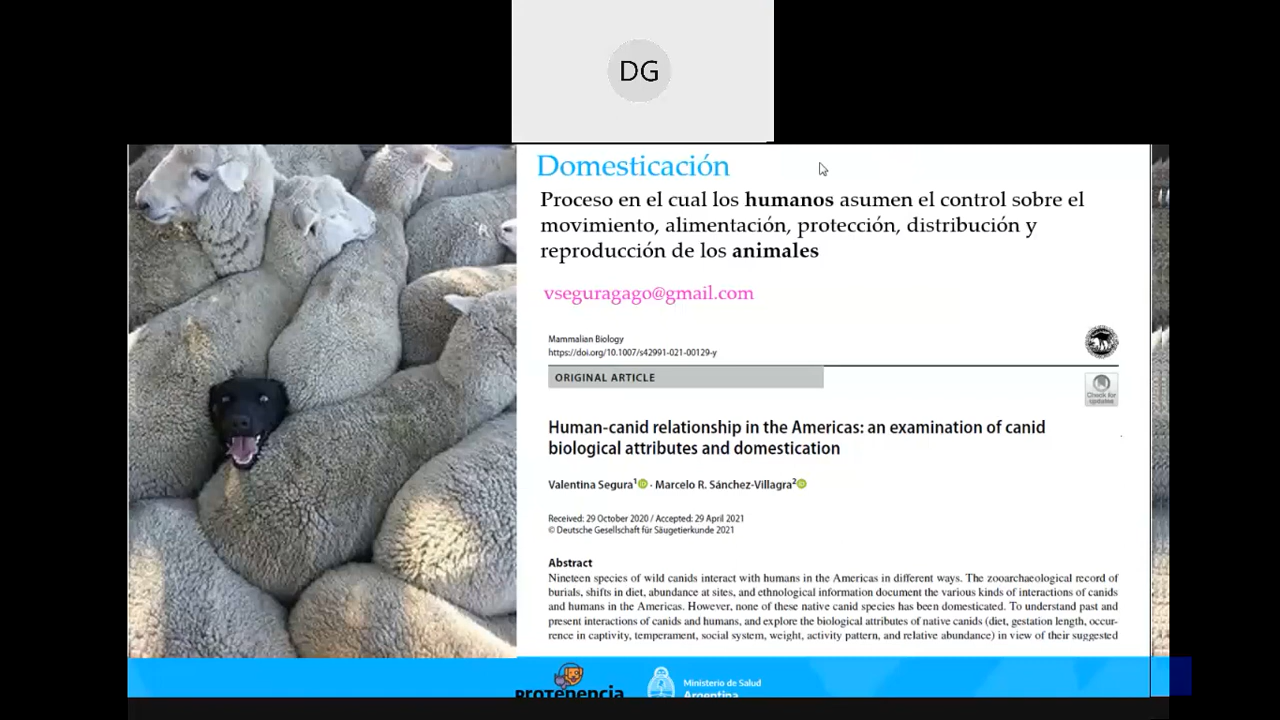 DG
Domesticación
Proceso en el cual los humanos asumen el control sobre el
movimiento, alimentación, protección, distribución y
reproducción de los animales
vseguragago@gmail.com
Mammalian Biology
https://doi.org/10.1007/s42991-021-00129-y
ORIGINAL ARTICLE
Check for
updates
Human-canid relationship in the Americas: an examination of canid
biological attributes and domestication
Valentina Segura1 · Marcelo R. Sánchez-Villagra2
Received: 29 October 2020 / Accepted: 29 April 2021
© Deutsche Gesellschaft für Säugetierkunde 2021
Abstract
Nineteen species of wild canids interact with humans in the Americas in different ways. The zooarchaeological record of
burials, shifts in diet, abundance at sites, and ethnological information document the various kinds of interactions of canids
and humans in the Americas. However, none of these native canid species has been domesticated. To understand past and
present interactions of canids and humans, and explore the biological attributes of native canids (diet, gestation length, occur-
rence in captivity, temperament, social system, weight, activity pattern, and relative abundance) in view of their suggested
PROTENENCIA
Ministerio de Salud
Argentina